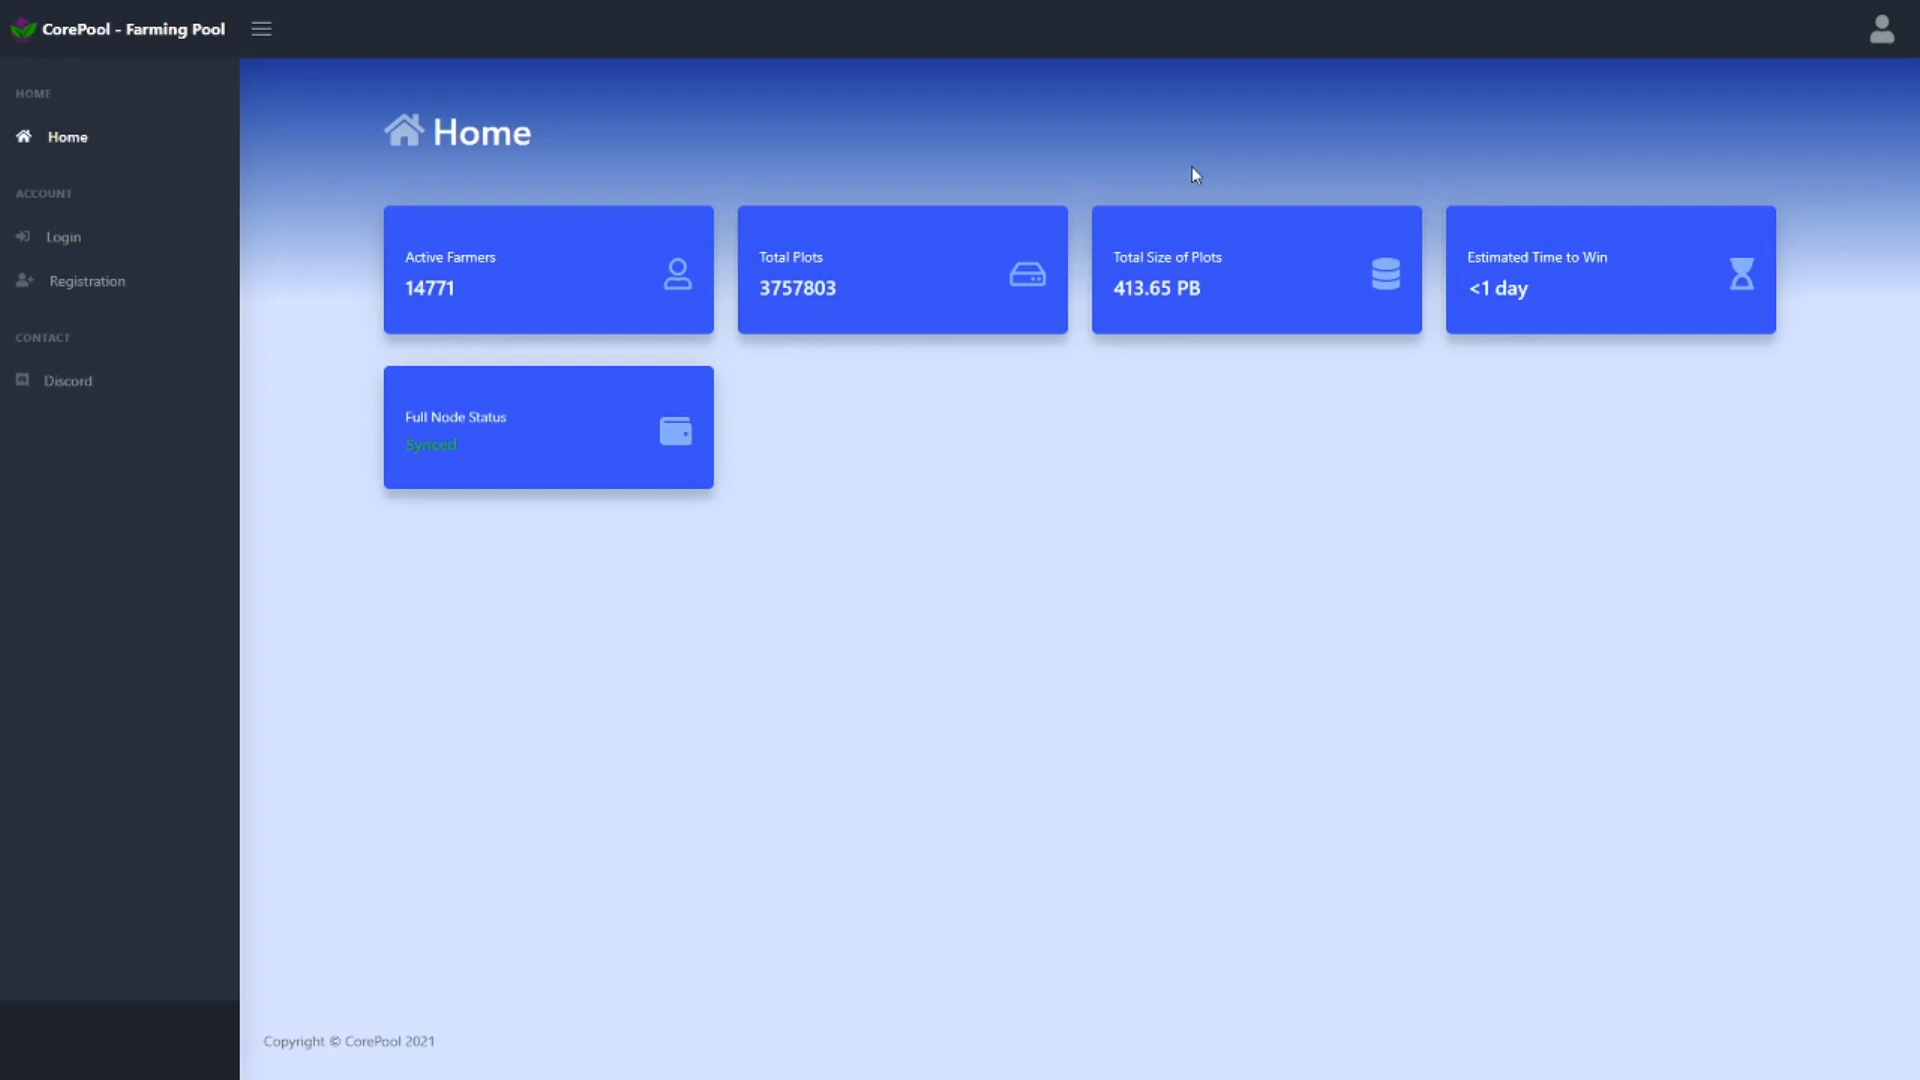 CorePool - Farming Pool
HOME
Home
ACCOUNT
Login
Registration
CONTACT
Discord
Home
Active Farmers
14771
Total Plots
3757803
Total Size of Plots
413.65 PB
Estimated Time to Win
<1 day
Full Node Status
Synced
Copyright © CorePool 2021